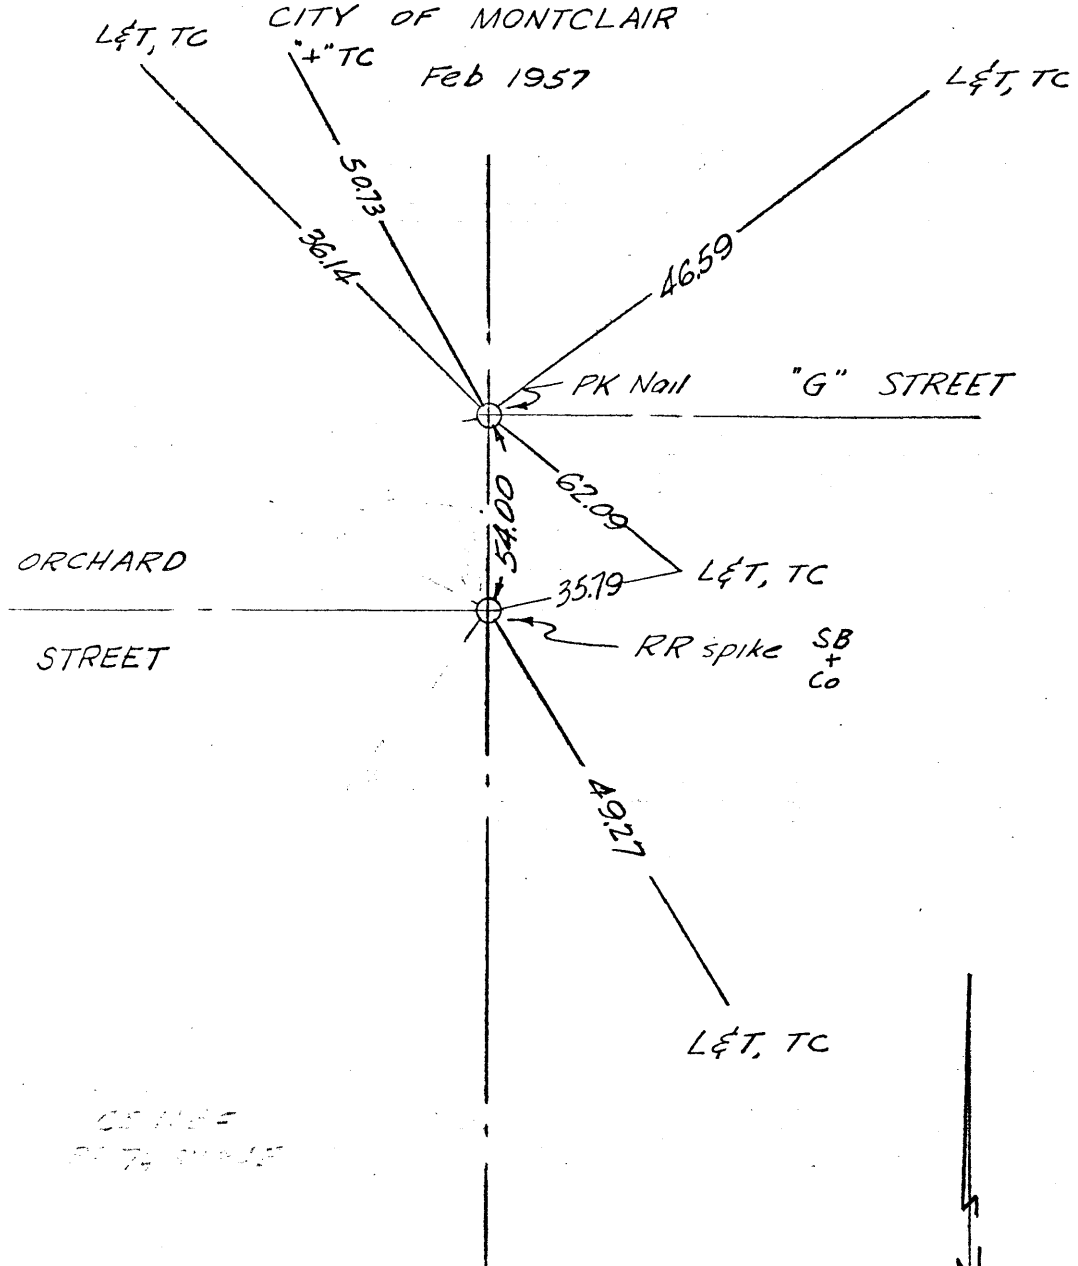 CITY OF MONTCLAIR
L&T, TC
"+" TC
Feb 1957
L&T, TC
50.73
36.14
46.59
PK Nail
"G" STREET
62.09
54.00
ORCHARD
L&T, TC
35.79
STREET
RR spike
SB
+
Co
49.27
L&T, TC